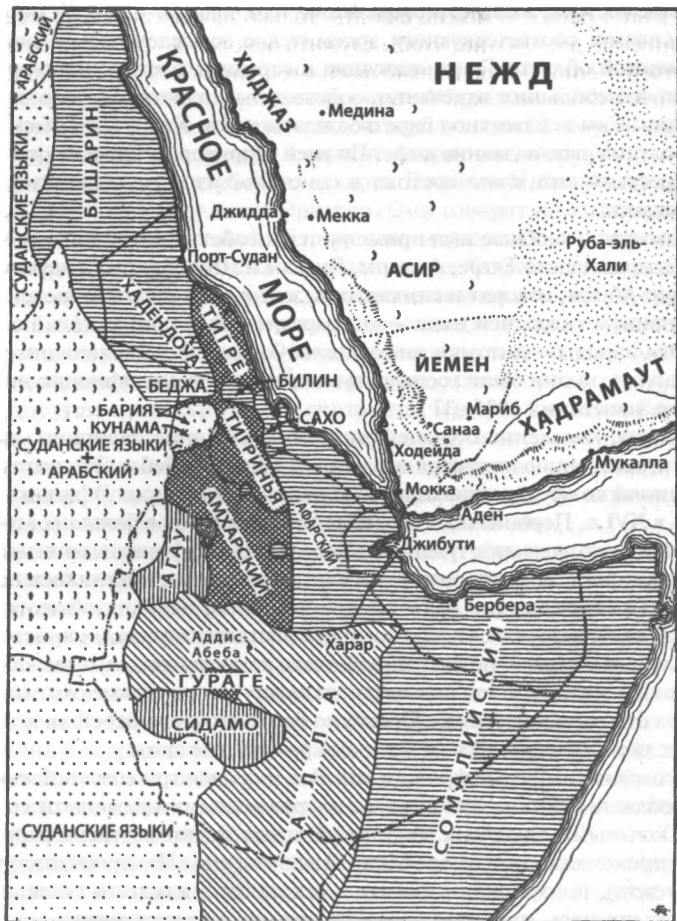 АРАБСКИЙ
СУДАНСКИЕ ЯЗЫКИ
БИШАРИН
КРАСНОЕ
МОРЕ
ХИДЖАЗ
НЕЖД
Медина
Джидда
Мекка
Порт-Судан
АСИР
Руба-эль-
Хали
ХАДЕНДОУА
ТИГРЕ
ЙЕМЕН
Мариб
ХАДРАМАУТ
Санаа
Ходейда
Мукалла
Мокка
Аден
БЕДЖА
БИЛИН
САХО
БАРИЯ
КУНАМА
СУДАНСКИЕ ЯЗЫКИ
+
АРАБСКИЙ
ТИГРИНЬЯ
АМХАРСКИЙ
АФАРСКИЙ
АГАУ
Джибути
Бербера
Аддис-
Абеба
Харар
ГУРАГЕ
СИДАМО
ГАЛЛА
СОМАЛИЙСКИЙ
СУДАНСКИЕ ЯЗЫКИ